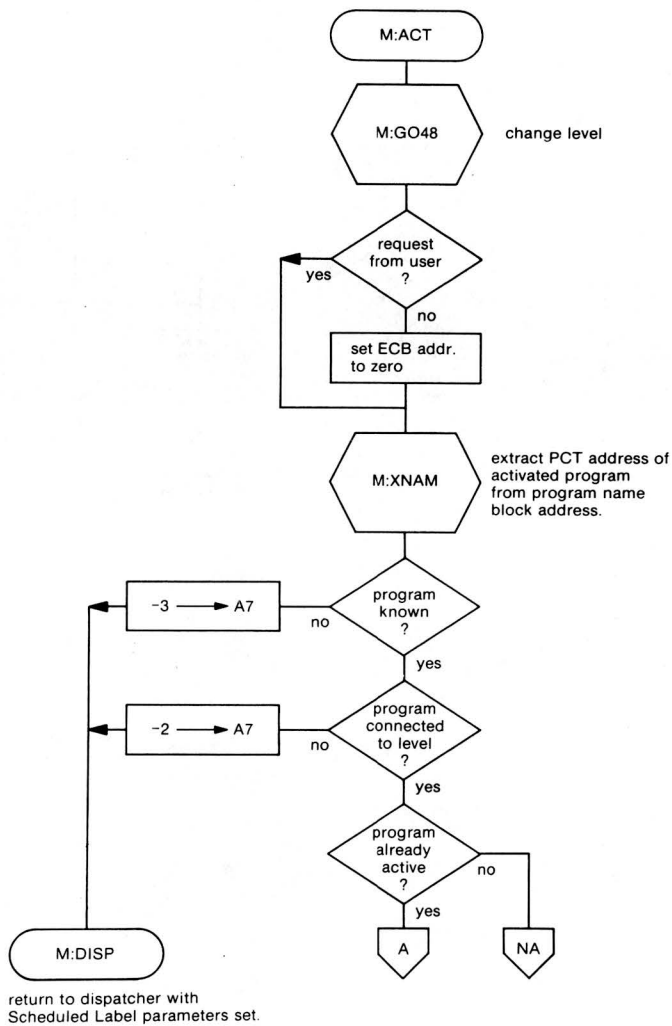 M:ACT
M:GO48
change level
request
from user
?
yes
no
set ECB addr.
to zero
M:XNAM
extract PCT address of
activated program
from program name
block address.
program
known
?
no
-3 → A7
yes
program
connected
to level
?
no
-2 → A7
yes
program
already
active
?
no
yes
A
NA
M:DISP
return to dispatcher with
Scheduled Label parameters set.